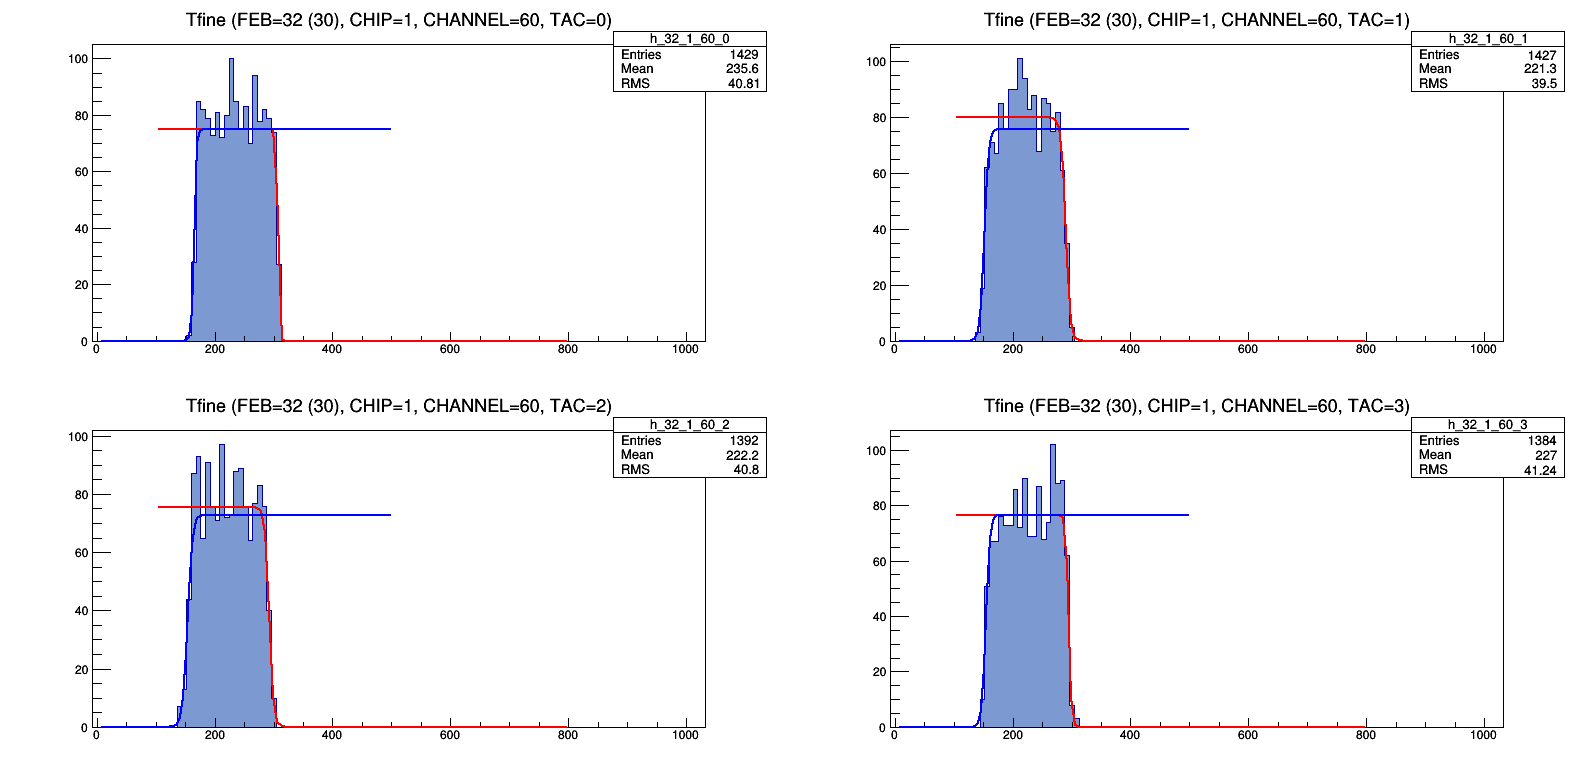 Tfine (FEB=32 (30), CHIP=1, CHANNEL=60, TAC=0)
h_32_1_60_0
Entries 1429
Mean 235.6
RMS 40.81
100
80
60
40
20
0
0 200 400 600 800 1000
Tfine (FEB=32 (30), CHIP=1, CHANNEL=60, TAC=1)
h_32_1_60_1
Entries 1427
Mean 221.3
RMS 39.5
100
80
60
40
20
0
0 200 400 600 800 1000
Tfine (FEB=32 (30), CHIP=1, CHANNEL=60, TAC=2)
h_32_1_60_2
Entries 1392
Mean 222.2
RMS 40.8
100
80
60
40
20
0
0 200 400 600 800 1000
Tfine (FEB=32 (30), CHIP=1, CHANNEL=60, TAC=3)
h_32_1_60_3
Entries 1384
Mean 227
RMS 41.24
100
80
60
40
20
0
0 200 400 600 800 1000